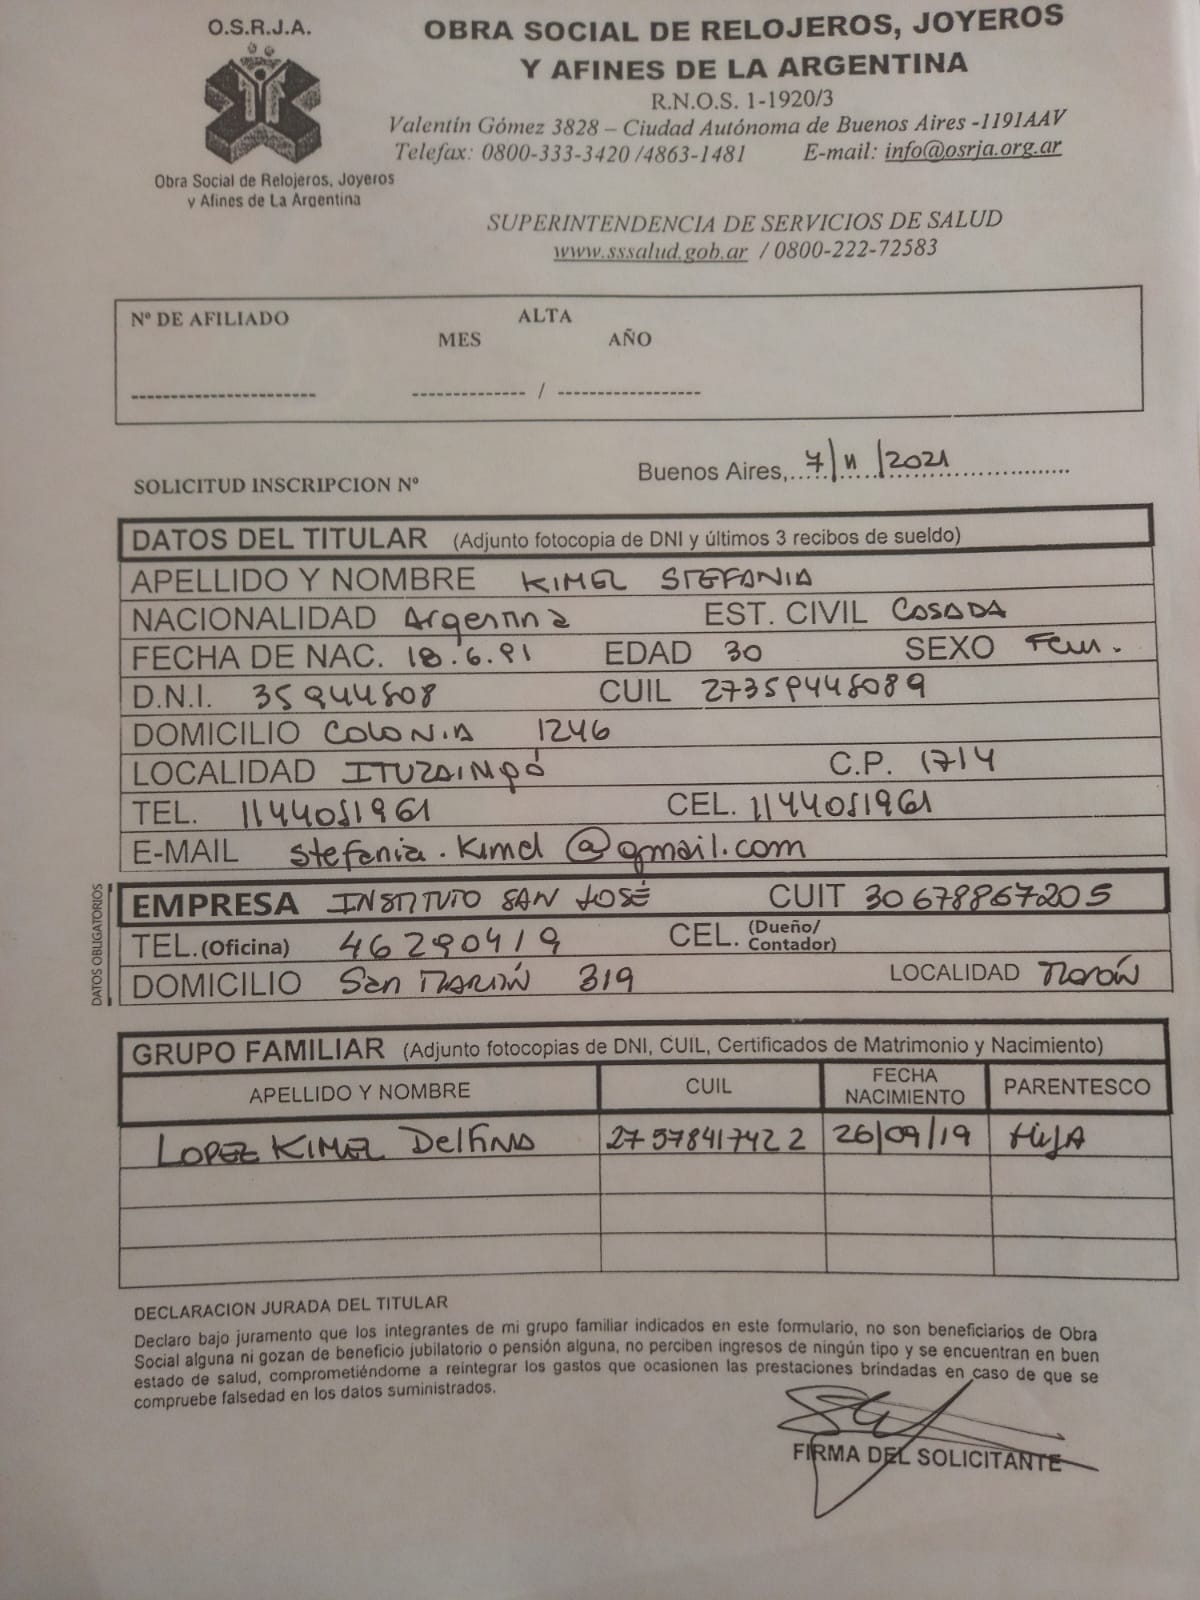 O.S.R.J.A.
Obra Social de Relojeros, Joyeros
y Afines de La Argentina
OBRA SOCIAL DE RELOJEROS, JOYEROS
Y AFINES DE LA ARGENTINA
R.N.O.S. 1-1920/3
Valentín Gómez 3828 – Ciudad Autónoma de Buenos Aires -1191AAV
Telefax: 0800-333-3420 /4863-1481 E-mail: info@osrja.org.ar
SUPERINTENDENCIA DE SERVICIOS DE SALUD
www.sssalud.gob.ar / 0800-222-72583
Nº DE AFILIADO ALTA
MES AÑO
----------------------- -------------- / ------------------
SOLICITUD INSCRIPCION Nº Buenos Aires, 7/11/2021
DATOS DEL TITULAR (Adjunto fotocopia de DNI y últimos 3 recibos de sueldo)
APELLIDO Y NOMBRE KIMEL STEFANIA
NACIONALIDAD Argentina EST. CIVIL CASADA
FECHA DE NAC. 18.6.91 EDAD 30 SEXO Fem.
D.N.I. 35944808 CUIL 27359448089
DOMICILIO COLONIA 1246
LOCALIDAD ITUZAINGÓ C.P. 1714
TEL. 1144051961 CEL. 1144051961
E-MAIL stefania.kimel@gmail.com
DATOS OBLIGATORIOS
EMPRESA INSTITUTO SAN JOSÉ CUIT 30678867205
TEL.(Oficina) 46290419 CEL. (Dueño/Contador)
DOMICILIO San MARTÍN 319 LOCALIDAD Morón
GRUPO FAMILIAR (Adjunto fotocopias de DNI, CUIL, Certificados de Matrimonio y Nacimiento)
APELLIDO Y NOMBRE CUIL FECHA NACIMIENTO PARENTESCO
LOPEZ KIMEL Delfina 27578417422 26/09/19 HIJA
DECLARACION JURADA DEL TITULAR
Declaro bajo juramento que los integrantes de mi grupo familiar indicados en este formulario, no son beneficiarios de Obra
Social alguna ni gozan de beneficio jubilatorio o pensión alguna, no perciben ingresos de ningún tipo y se encuentran en buen
estado de salud, comprometiéndome a reintegrar los gastos que ocasionen las prestaciones brindadas en caso de que se
compruebe falsedad en los datos suministrados.
FIRMA DEL SOLICITANTE